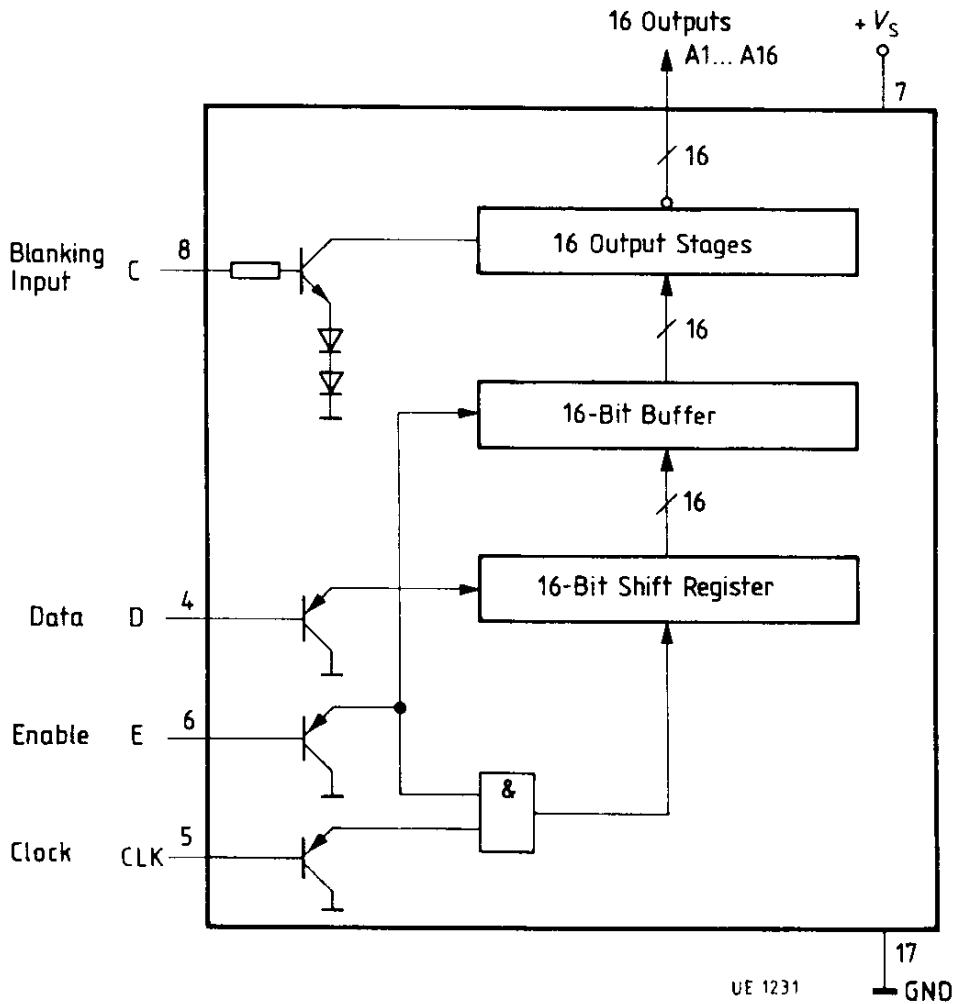 16 Outputs
A1... A16
+ VS
7
16
16 Output Stages
Blanking
Input
C
8
16
16-Bit Buffer
16
16-Bit Shift Register
Data D
4
Enable E
6
&
Clock CLK
5
17
UE 1231
GND